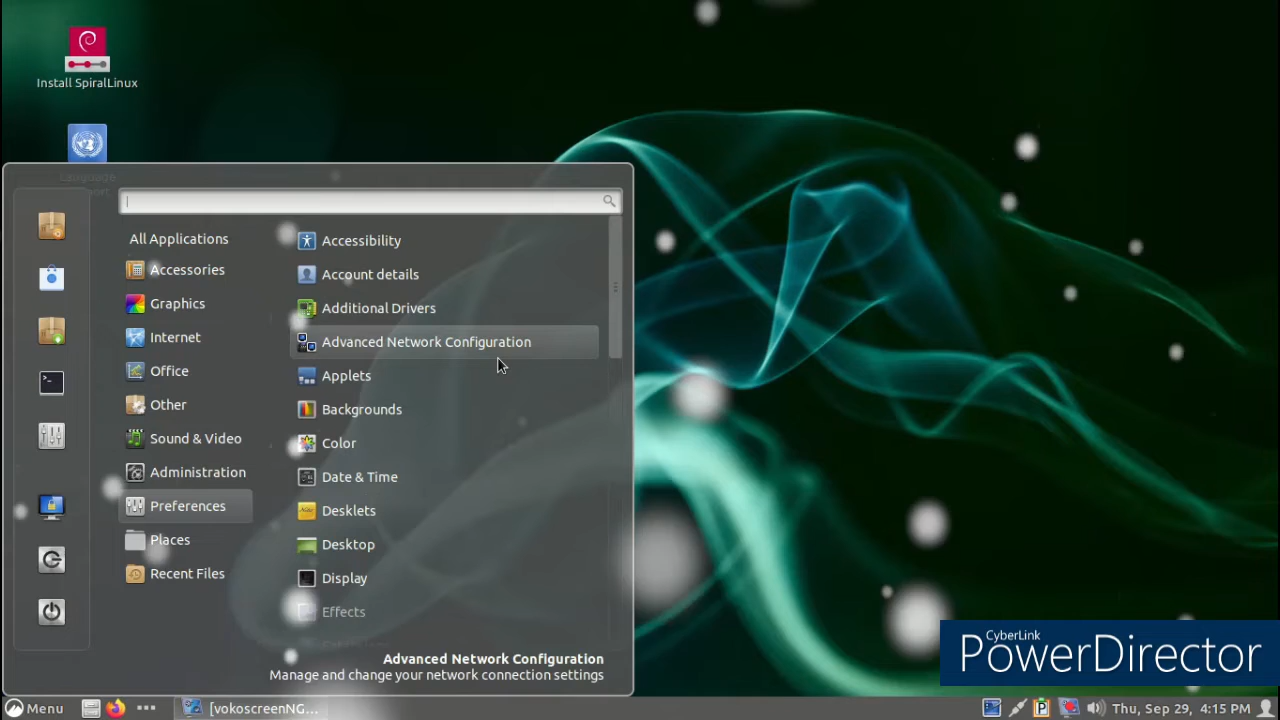 Install SpiralLinux
All Applications
Accessories
Graphics
Internet
Office
Other
Sound & Video
Administration
Preferences
Places
Recent Files
Accessibility
Account details
Additional Drivers
Advanced Network Configuration
Applets
Backgrounds
Color
Date & Time
Desklets
Desktop
Display
Effects
Advanced Network Configuration
Manage and change your network connection settings
CyberLink
PowerDirector
Menu
[vokoscreenNG...
P
Thu, Sep 29, 4:15 PM